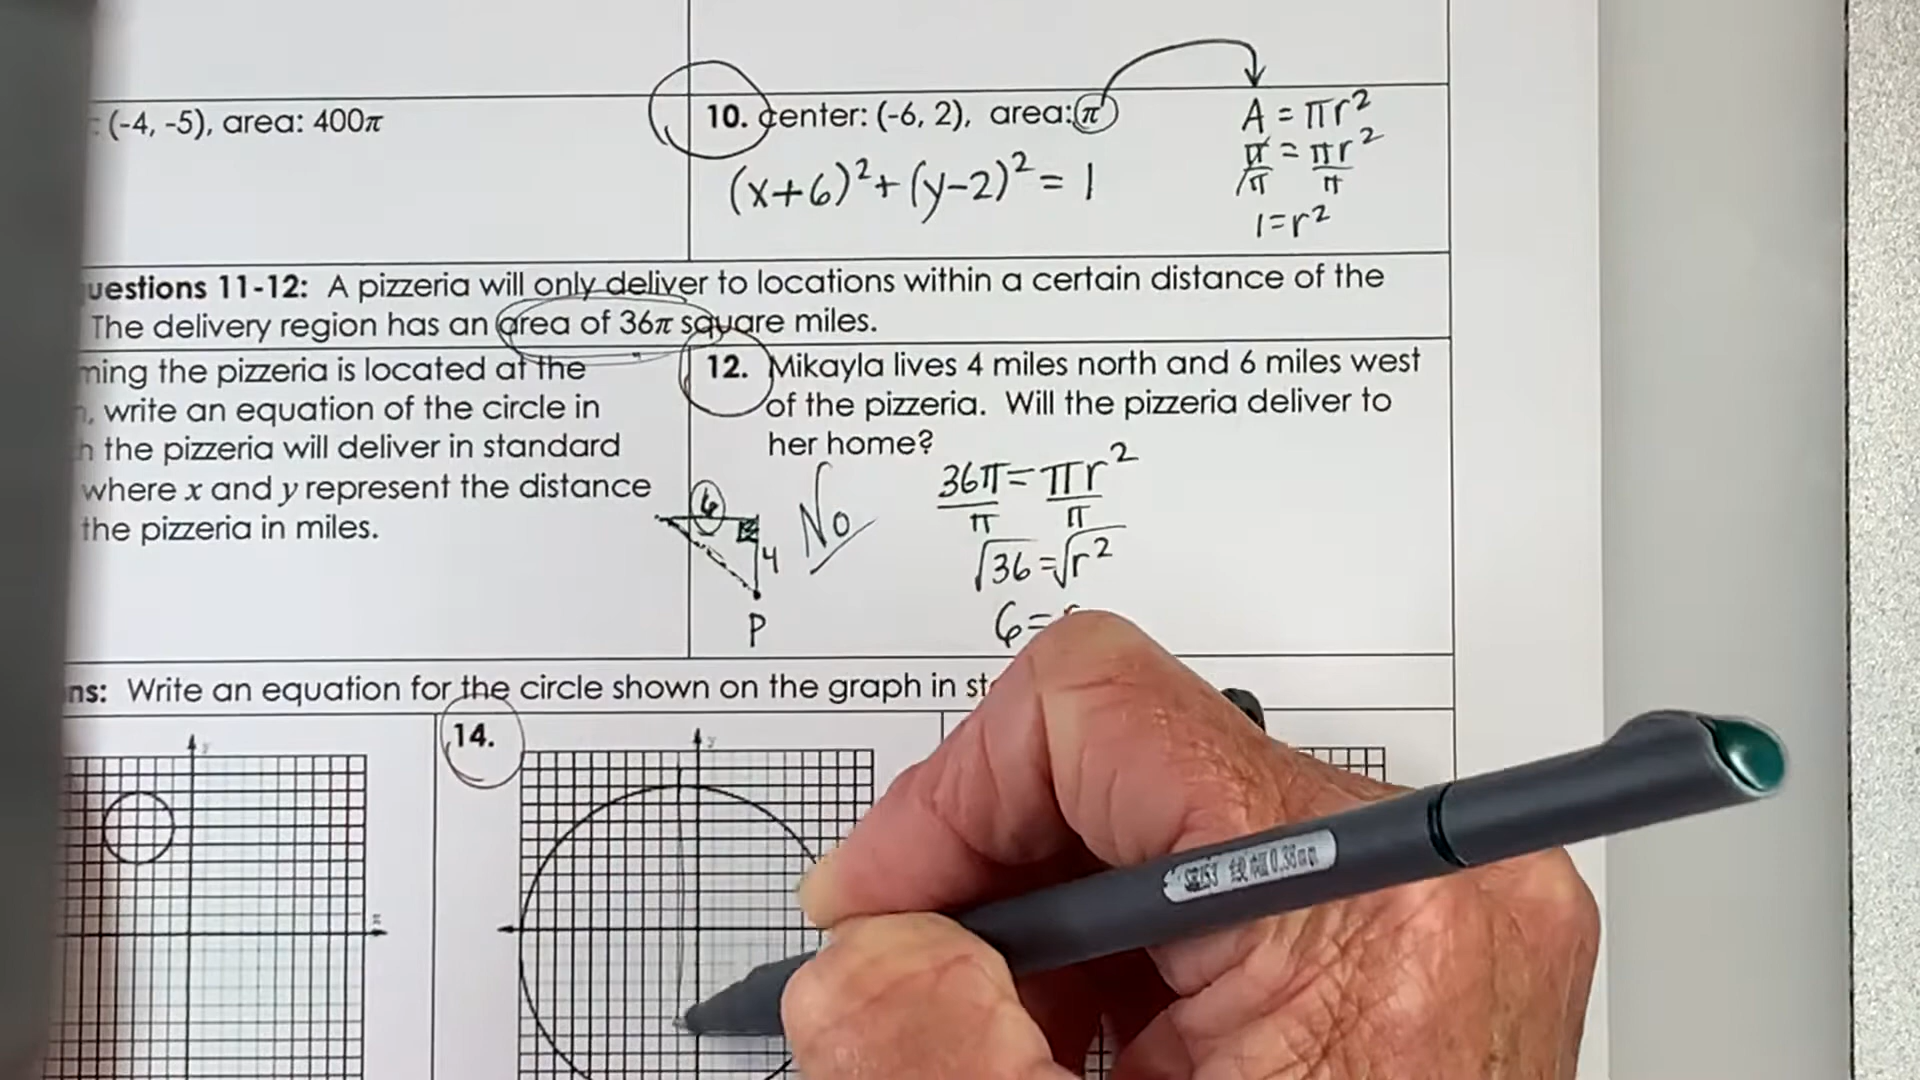 : (-4, -5), area: 400π
10. center: (-6, 2), area: π
(x+6)²+(y-2)²= 1
A = πr²
π/π = πr²/π
1=r²
uestions 11-12: A pizzeria will only deliver to locations within a certain distance of the
The delivery region has an area of 36π square miles.
ming the pizzeria is located at the
, write an equation of the circle in
h the pizzeria will deliver in standard
where x and y represent the distance
the pizzeria in miles.
12. Mikayla lives 4 miles north and 6 miles west
of the pizzeria. Will the pizzeria deliver to
her home?
36π/π = πr²/π
√36 = √r²
6=
6
4
P
No
ns: Write an equation for the circle shown on the graph in st
14.
y
x
y